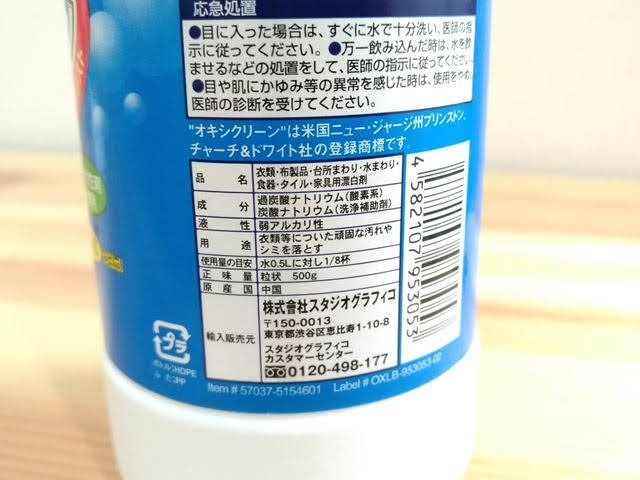 応急処置
●目に入った場合は、すぐに水で十分洗い、医師の指
示に従ってください。●万一飲み込んだ時は、水を飲
ませるなどの処置をして、医師の指示に従ってください。
●目や肌にかゆみ等の異常を感じた時は、使用をやめ、
医師の診断を受けてください。
"オキシクリーン"は米国ニュー・ジャージ州プリンストン、
チャーチ&ドワイト社の登録商標です。
品名 衣類・布製品・台所まわり・水まわり・
食器・タイル・家具用漂白剤
成分 過炭酸ナトリウム(酸素系)
炭酸ナトリウム(洗浄補助剤)
液性 弱アルカリ性
用途 衣類等についた頑固な汚れや
シミを落とす
使用量の目安 水0.5Lに対し1/8杯
正味量 粒状 500g
原産国 中国
輸入販売元 株式会社スタジオグラフィコ
〒150-0013
東京都渋谷区恵比寿1-10-8
スタジオグラフィコ
カスタマーセンター
0120-498-177
4 582107 953053
プラ
ボトル:HDPE
ふた:PP
Item # 57037-5154601 Label # OXLB-953053-02